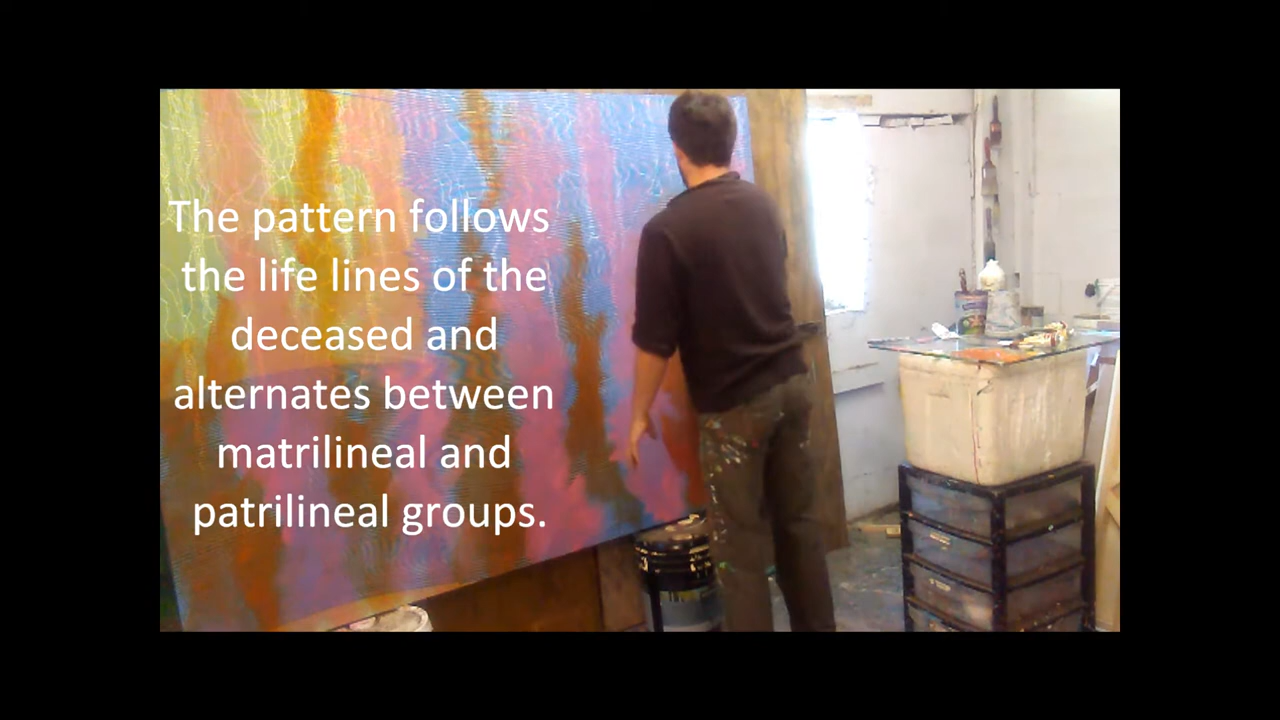 The pattern follows
the life lines of the
deceased and
alternates between
matrilineal and
patrilineal groups.